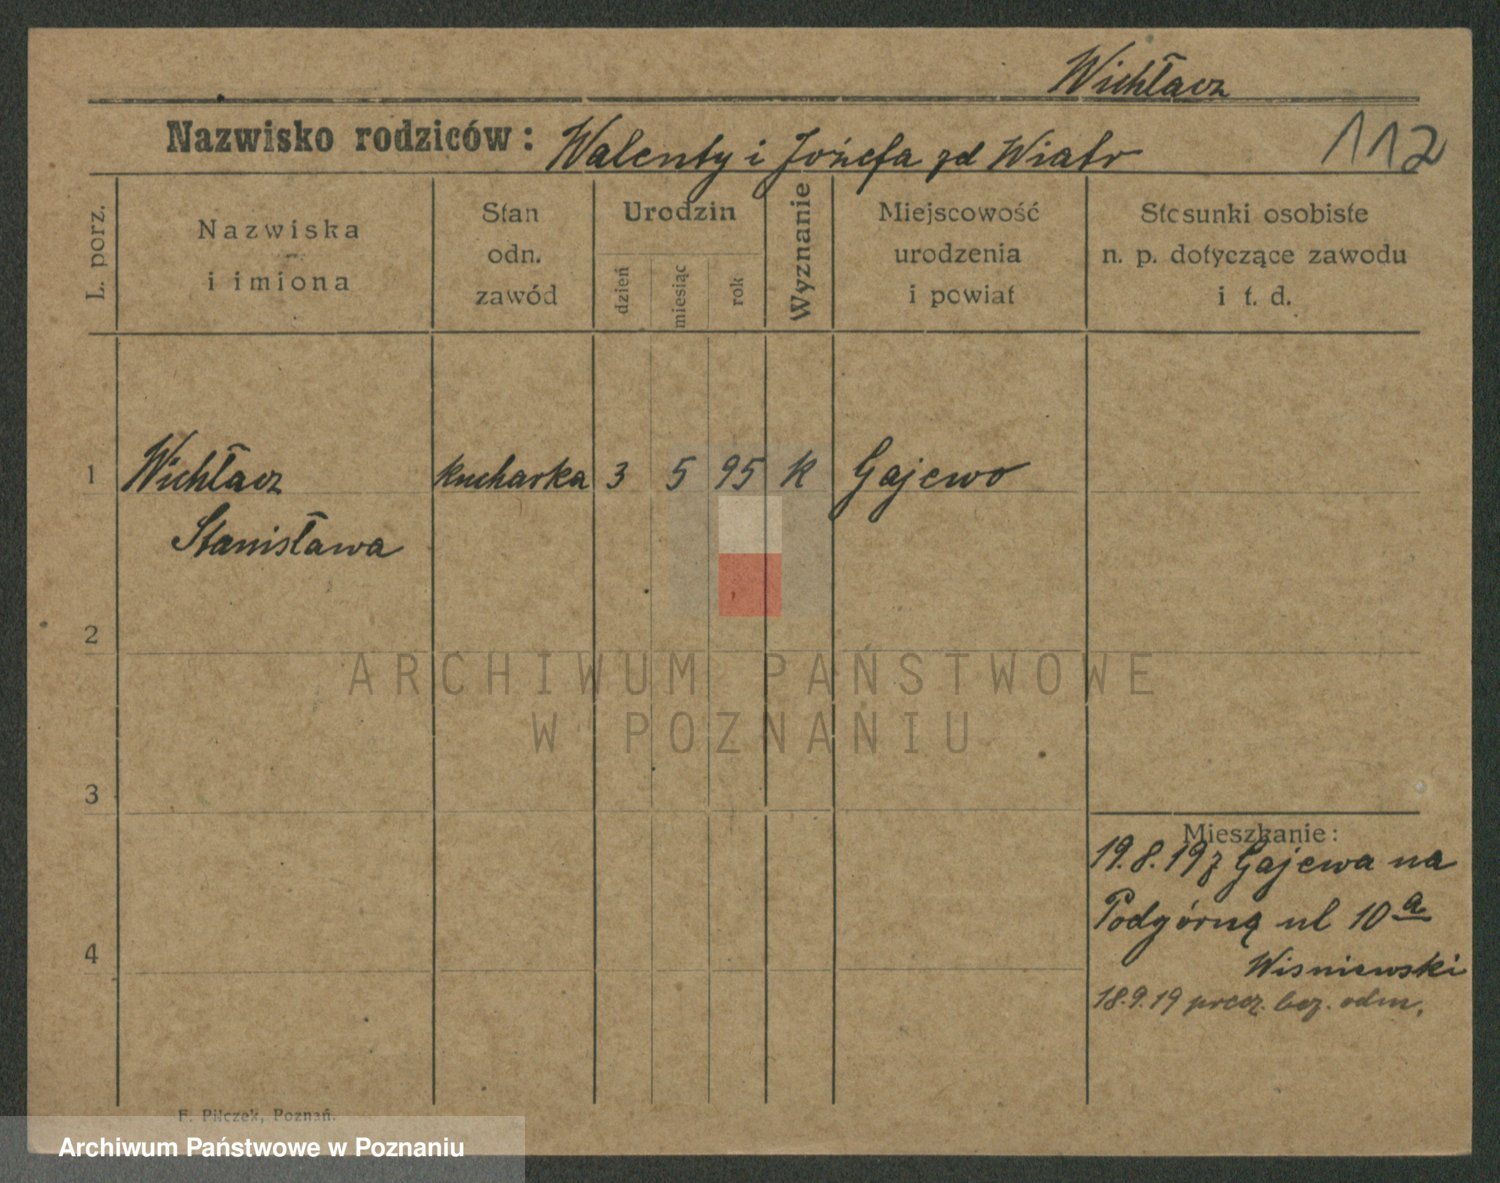 Wichłacz
Nazwisko rodziców: Walenty i Józefa zd Wiatr
112
L. porz.
Nazwiska
i imiona
Stan
odn.
zawód
Urodzin
dzień
miesiąc
rok
Wyznanie
Miejscowość
urodzenia
i powiat
Stosunki osobiste
n. p. dotyczące zawodu
i t. d.
1 Wichłacz kucharka 3 5 95 k Gajewo
Stanisława
2
ARCHIWUM PAŃSTWOWE
W POZNANIU
3
Mieszkanie:
19.8.19 z Gajewa na
Podgórną ul 10a
4
Wisniewski
18.9.19 precz. bez. odm.
F. Pilczek, Poznań.
Archiwum Państwowe w Poznaniu